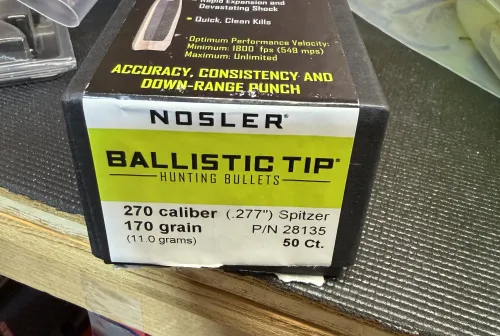 • Rapid Expansion and
Devastating Shock
• Quick, Clean Kills
*Optimum Performance Velocity:
Minimum: 1800 fps (549 mps)
Maximum: Unlimited
ACCURACY, CONSISTENCY AND
DOWN-RANGE PUNCH
NOSLER®
BALLISTIC TIP®
HUNTING BULLETS
270 caliber (.277") Spitzer
170 grain P/N 28135
(11.0 grams) 50 Ct.